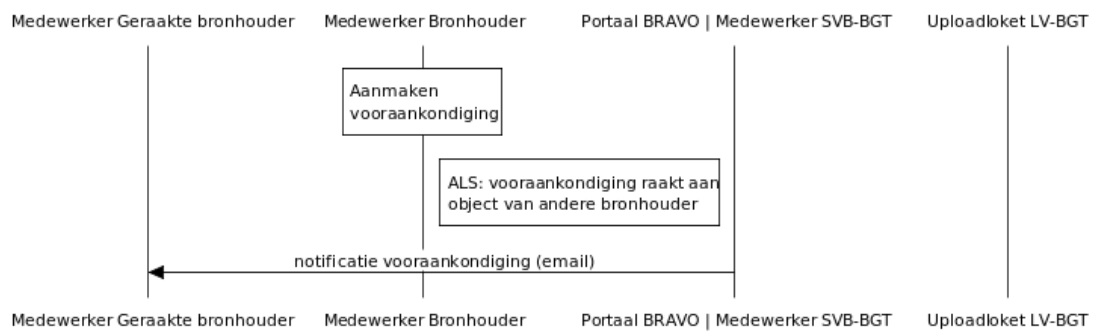 Medewerker Geraakte bronhouder
Medewerker Bronhouder
Portaal BRAVO | Medewerker SVB-BGT
Uploadloket LV-BGT
Aanmaken
vooraankondiging
ALS: vooraankondiging raakt aan
object van andere bronhouder
notificatie vooraankondiging (email)
Medewerker Geraakte bronhouder
Medewerker Bronhouder
Portaal BRAVO | Medewerker SVB-BGT
Uploadloket LV-BGT